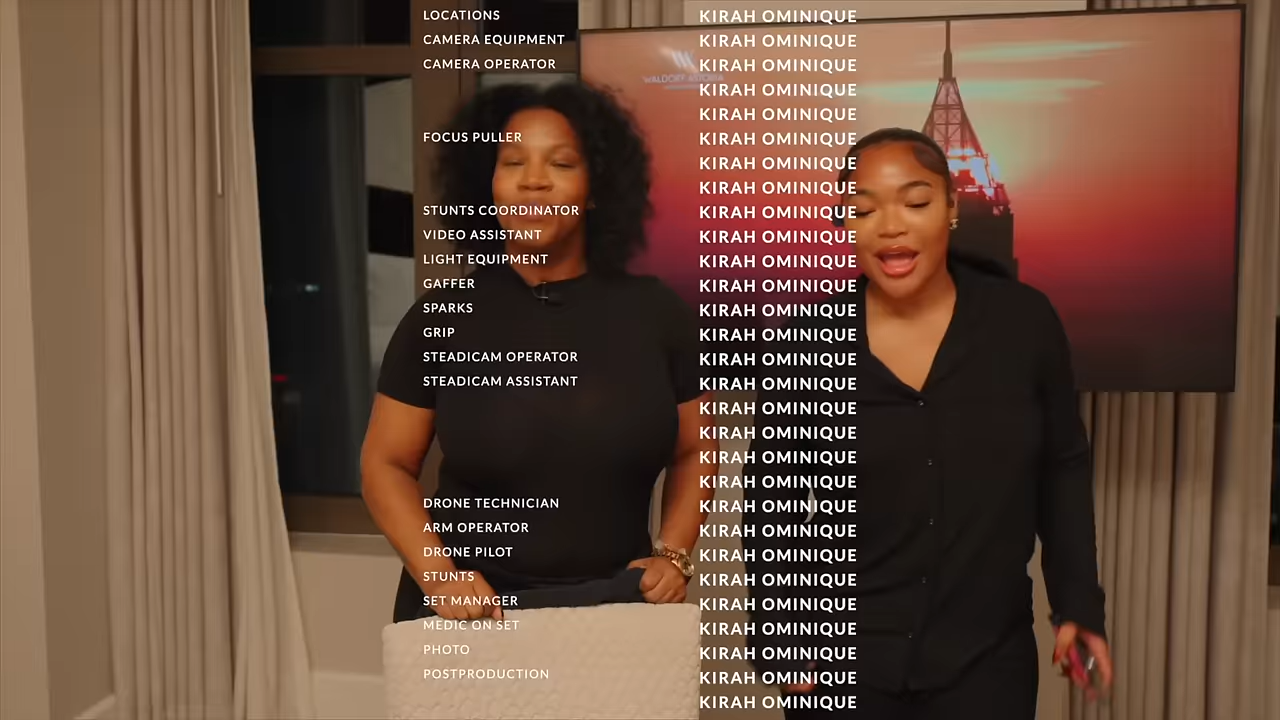 LOCATIONS KIRAH OMINIQUE
CAMERA EQUIPMENT KIRAH OMINIQUE
CAMERA OPERATOR KIRAH OMINIQUE
KIRAH OMINIQUE
KIRAH OMINIQUE
FOCUS PULLER KIRAH OMINIQUE
KIRAH OMINIQUE
KIRAH OMINIQUE
STUNTS COORDINATOR KIRAH OMINIQUE
VIDEO ASSISTANT KIRAH OMINIQUE
LIGHT EQUIPMENT KIRAH OMINIQUE
GAFFER KIRAH OMINIQUE
SPARKS KIRAH OMINIQUE
GRIP KIRAH OMINIQUE
STEADICAM OPERATOR KIRAH OMINIQUE
STEADICAM ASSISTANT KIRAH OMINIQUE
KIRAH OMINIQUE
KIRAH OMINIQUE
KIRAH OMINIQUE
KIRAH OMINIQUE
DRONE TECHNICIAN KIRAH OMINIQUE
ARM OPERATOR KIRAH OMINIQUE
DRONE PILOT KIRAH OMINIQUE
STUNTS KIRAH OMINIQUE
SET MANAGER KIRAH OMINIQUE
MEDIC ON SET KIRAH OMINIQUE
PHOTO KIRAH OMINIQUE
POSTPRODUCTION KIRAH OMINIQUE
KIRAH OMINIQUE
WALDORF ASTORIA